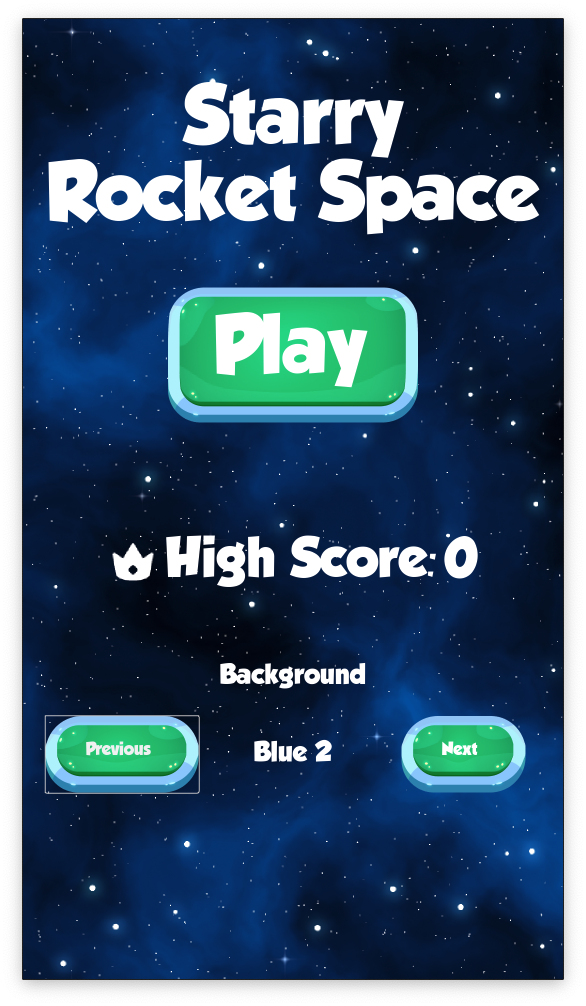 Starry
Rocket Space
Play
High Score: 0
Background
Previous
Blue 2
Next